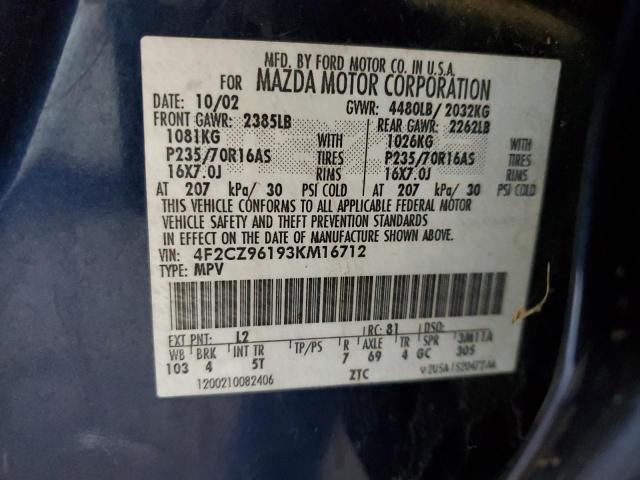 MFD. BY FORD MOTOR CO. IN U.S.A.
FOR MAZDA MOTOR CORPORATION
DATE: 10/02 GVWR: 4480LB/ 2032KG
FRONT GAWR: 2385LB REAR GAWR: 2262LB
1081KG WITH 1026KG WITH
P235/70R16AS TIRES P235/70R16AS TIRES
16X7.0J RIMS 16X7.0J RIMS
AT 207 kPa/ 30 PSI COLD AT 207 kPa/ 30 PSI COLD
THIS VEHICLE CONFORMS TO ALL APPLICABLE FEDERAL MOTOR
VEHICLE SAFETY AND THEFT PREVENTION STANDARDS
IN EFFECT ON THE DATE OF MANUFACTURE SHOWN ABOVE.
VIN: 4F2CZ96193KM16712
TYPE: MPV
EXT PNT: L2 RC: 81 DSO:
WB BRK INT TR TP/PS R AXLE TR SPR 3M1TA
103 4 5T 7 69 4 GC 305
1200210082406 ZTC